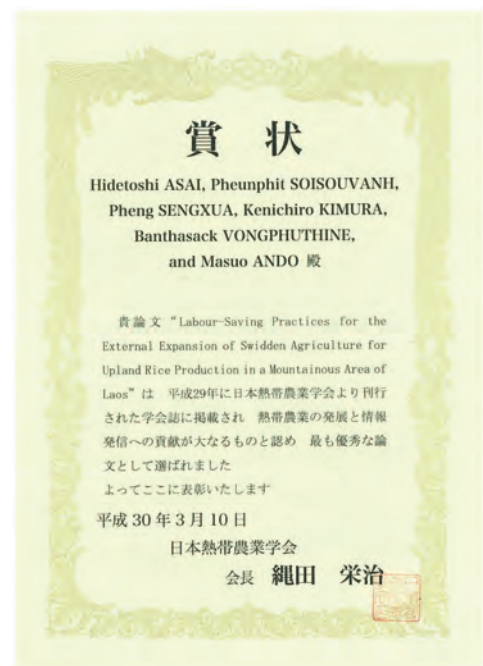 賞状
Hidetoshi ASAI, Pheunphit SOISOUVANH,
Pheng SENGXUA, Kenichiro KIMURA,
Banthasack VONGPHUTHINE,
and Masuo ANDO 殿
貴論文“Labour-Saving Practices for the
External Expansion of Swidden Agriculture for
Upland Rice Production in a Mountainous Area of
Laos”は 平成29年に日本熱帯農業学会より刊行
された学会誌に掲載され 熱帯農業の発展と情報
発信への貢献が大なるものと認め 最も優秀な論
文として選ばれました
よってここに表彰いたします
平成30年3月10日
日本熱帯農業学会
会長 縄田 栄治